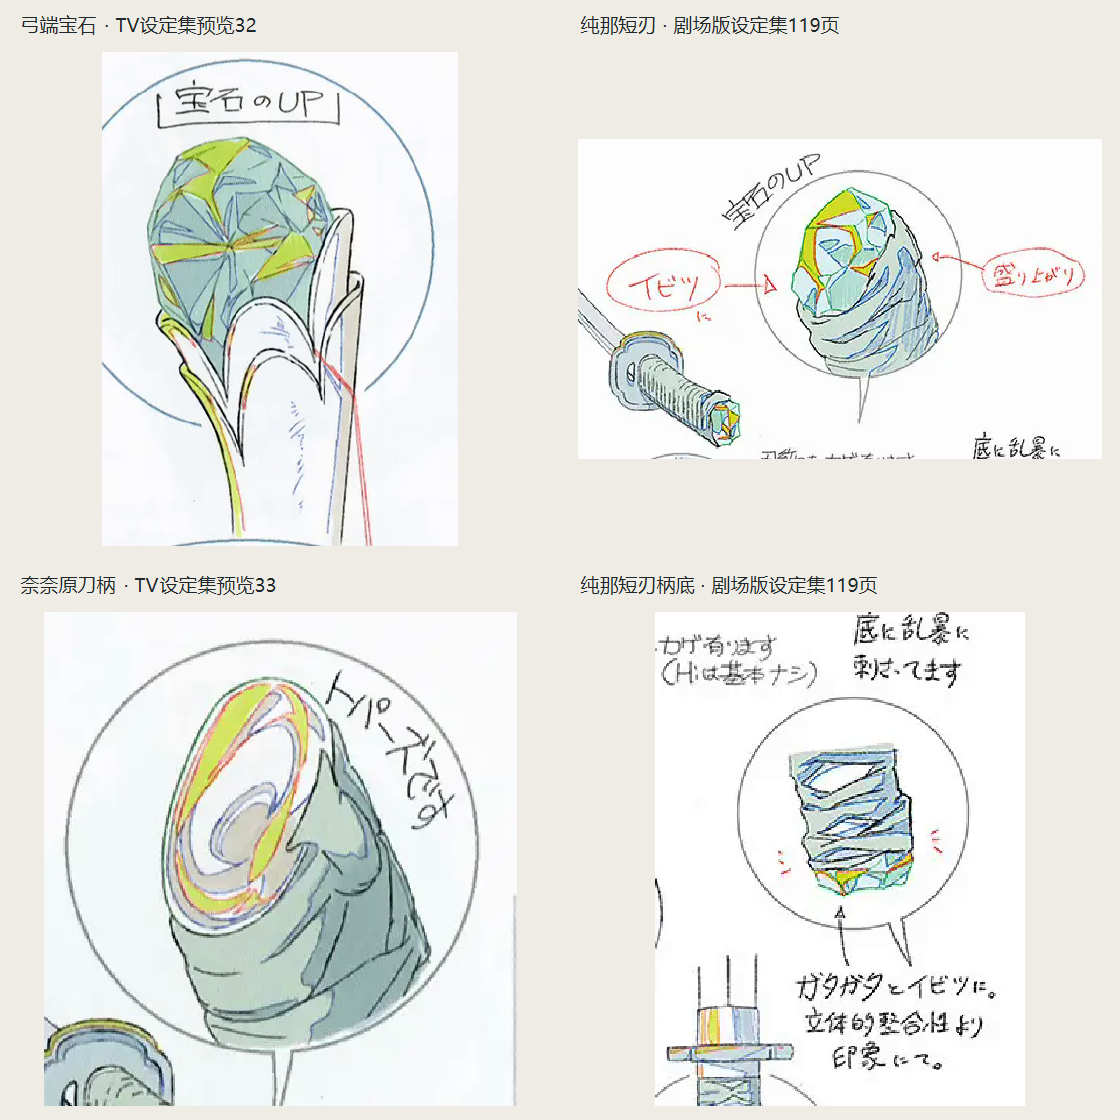 弓端宝石 · TV设定集预览32
宝石のUP
纯那短刃 · 剧场版设定集119页
宝石のUP
イビツ
に
盛り上がり
底に乱暴に
奈奈原刀柄 · TV设定集预览33
トパーズです
纯那短刃柄底 · 剧场版设定集119页
カゲ有ります
(Hiは基本ナシ)
底に乱暴に
刺さってます
ガタガタとイビツに。
立体的整合性より
印象にて。